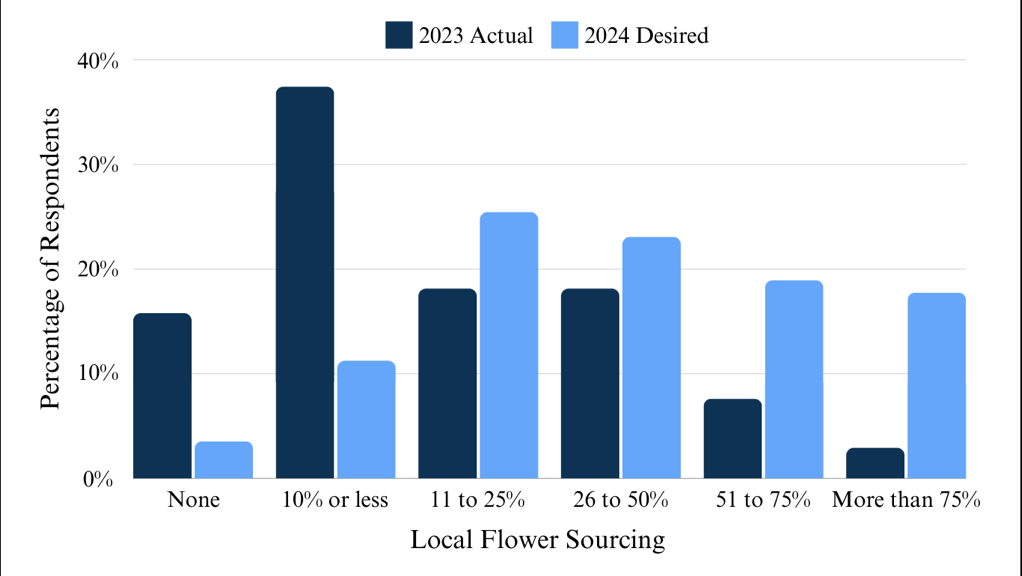 2023 Actual 2024 Desired
40%
30%
20%
10%
0%
Percentage of Respondents
None 10% or less 11 to 25% 26 to 50% 51 to 75% More than 75%
Local Flower Sourcing